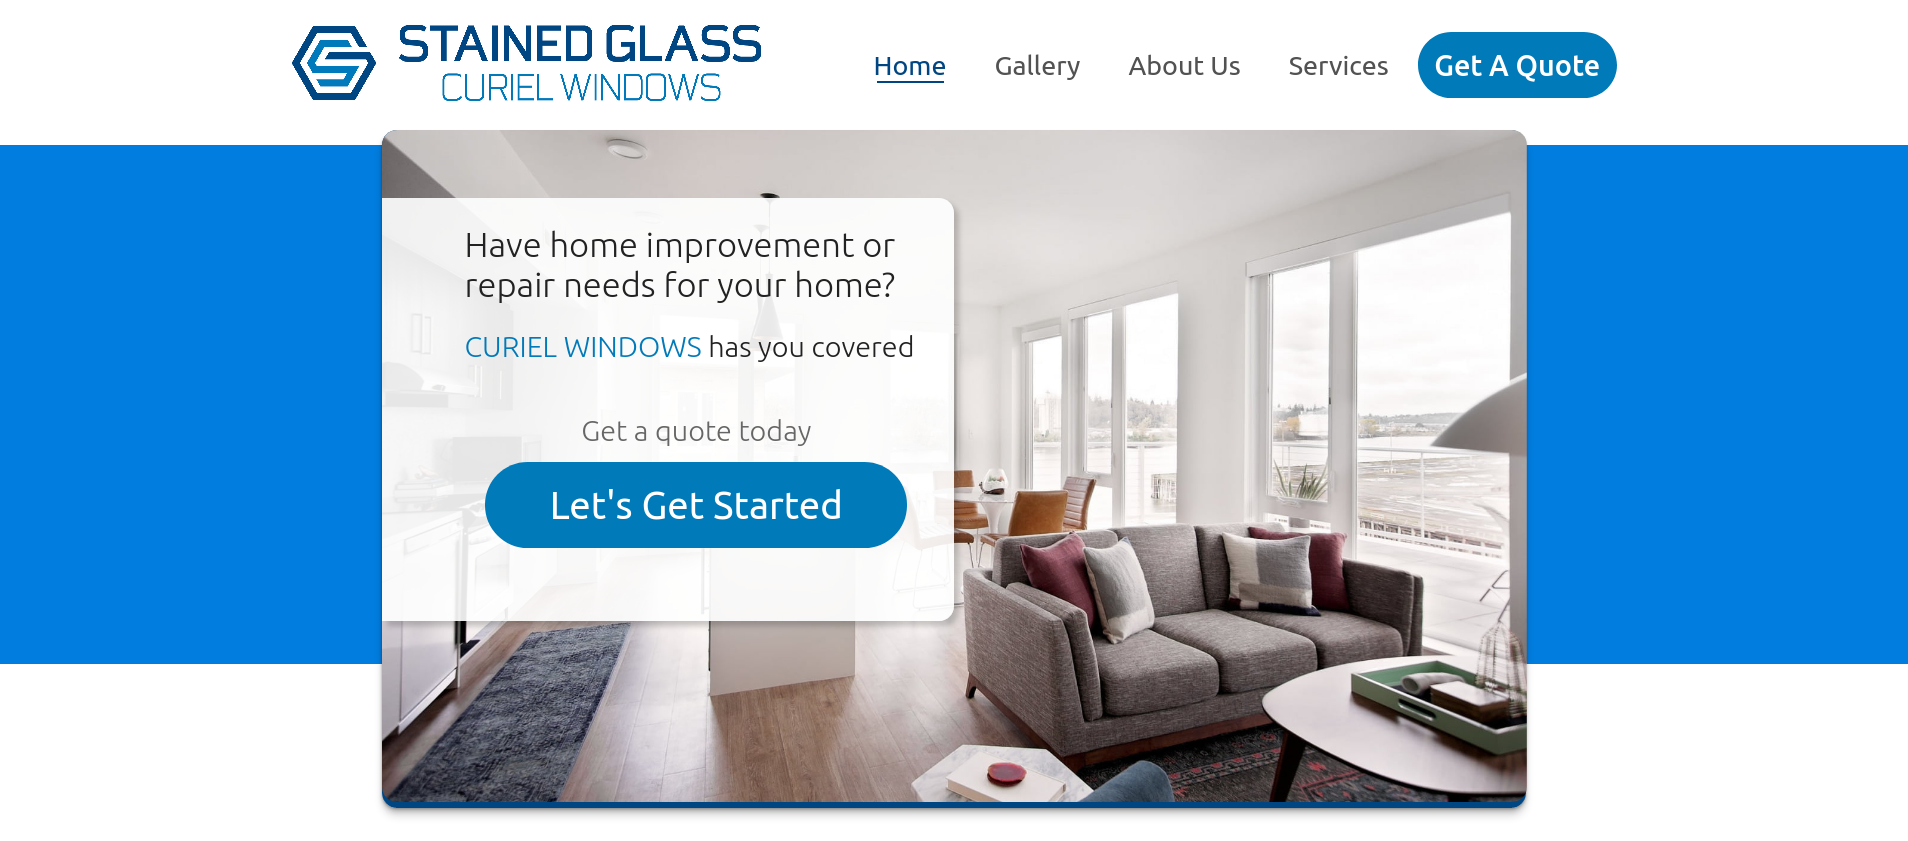 STAINED GLASS
CURIEL WINDOWS
Home
Gallery
About Us
Services
Get A Quote
Have home improvement or
repair needs for your home?
CURIEL WINDOWS has you covered
Get a quote today
Let's Get Started